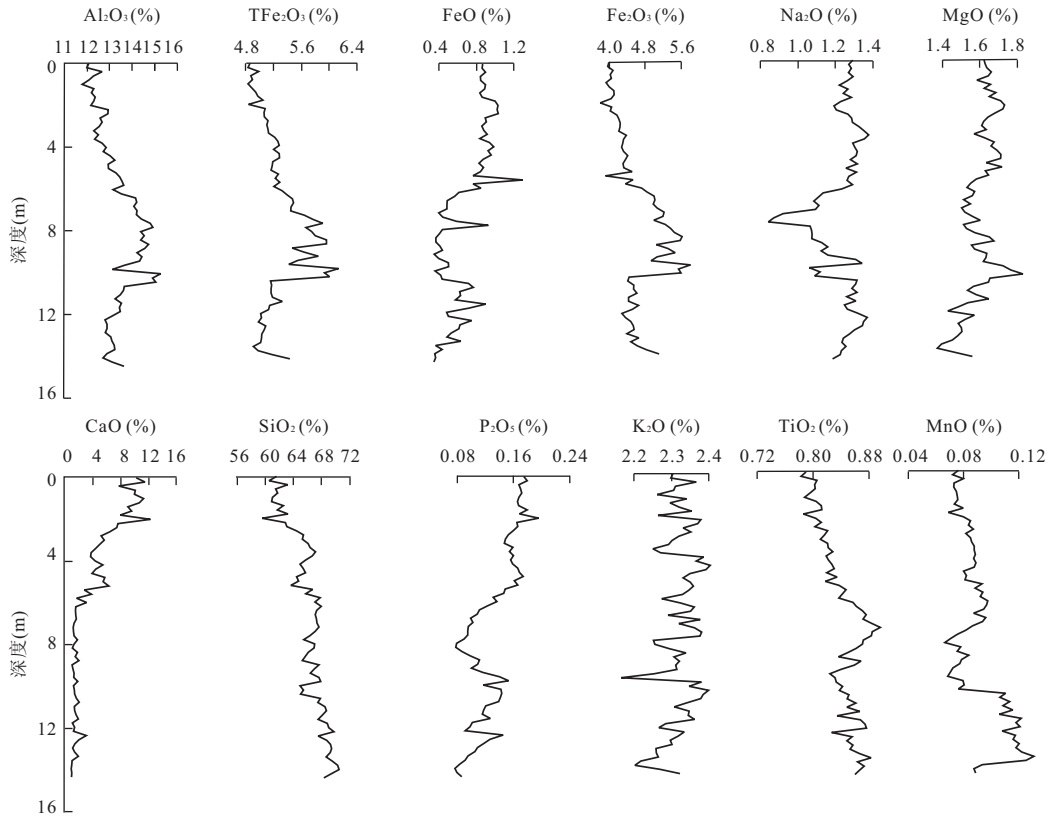 Al₂O₃ (%) TFe₂O₃ (%) FeO (%) Fe₂O₃ (%) Na₂O (%) MgO (%)
11 12 13 14 15 16 4.8 5.6 6.4 0.4 0.8 1.2 4.0 4.8 5.6 0.8 1.0 1.2 1.4 1.4 1.6 1.8
0
4
8
12
16
深度(m)
CaO (%) SiO₂ (%) P₂O₅ (%) K₂O (%) TiO₂ (%) MnO (%)
0 4 8 12 16 56 60 64 68 72 0.08 0.16 0.24 2.2 2.3 2.4 0.72 0.80 0.88 0.04 0.08 0.12
0
4
8
12
16
深度(m)